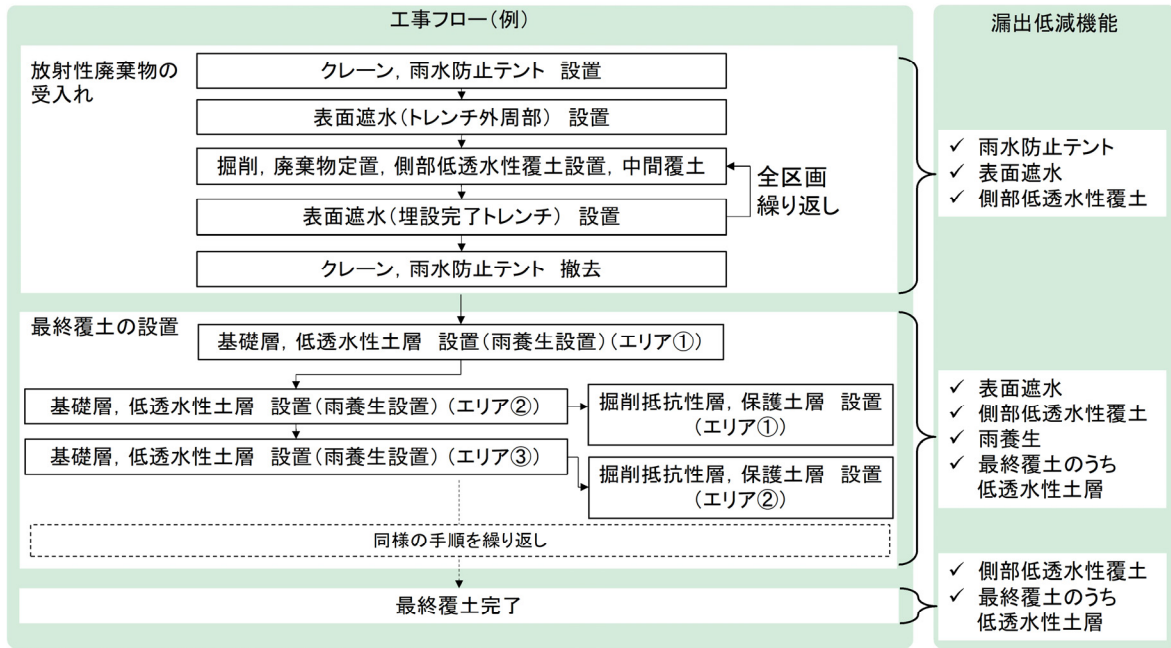 工事フロー(例)
放射性廃棄物の
受入れ
クレーン, 雨水防止テント 設置
表面遮水(トレンチ外周部) 設置
掘削, 廃棄物定置, 側部低透水性覆土設置, 中間覆土
全区画
繰り返し
表面遮水(埋設完了トレンチ) 設置
クレーン, 雨水防止テント 撤去
最終覆土の設置
基礎層, 低透水性土層 設置(雨養生設置)(エリア①)
基礎層, 低透水性土層 設置(雨養生設置)(エリア②)
掘削抵抗性層, 保護土層 設置
(エリア①)
基礎層, 低透水性土層 設置(雨養生設置)(エリア③)
掘削抵抗性層, 保護土層 設置
(エリア②)
同様の手順を繰り返し
最終覆土完了
漏出低減機能
✓ 雨水防止テント
✓ 表面遮水
✓ 側部低透水性覆土
✓ 表面遮水
✓ 側部低透水性覆土
✓ 雨養生
✓ 最終覆土のうち
低透水性土層
✓ 側部低透水性覆土
✓ 最終覆土のうち
低透水性土層